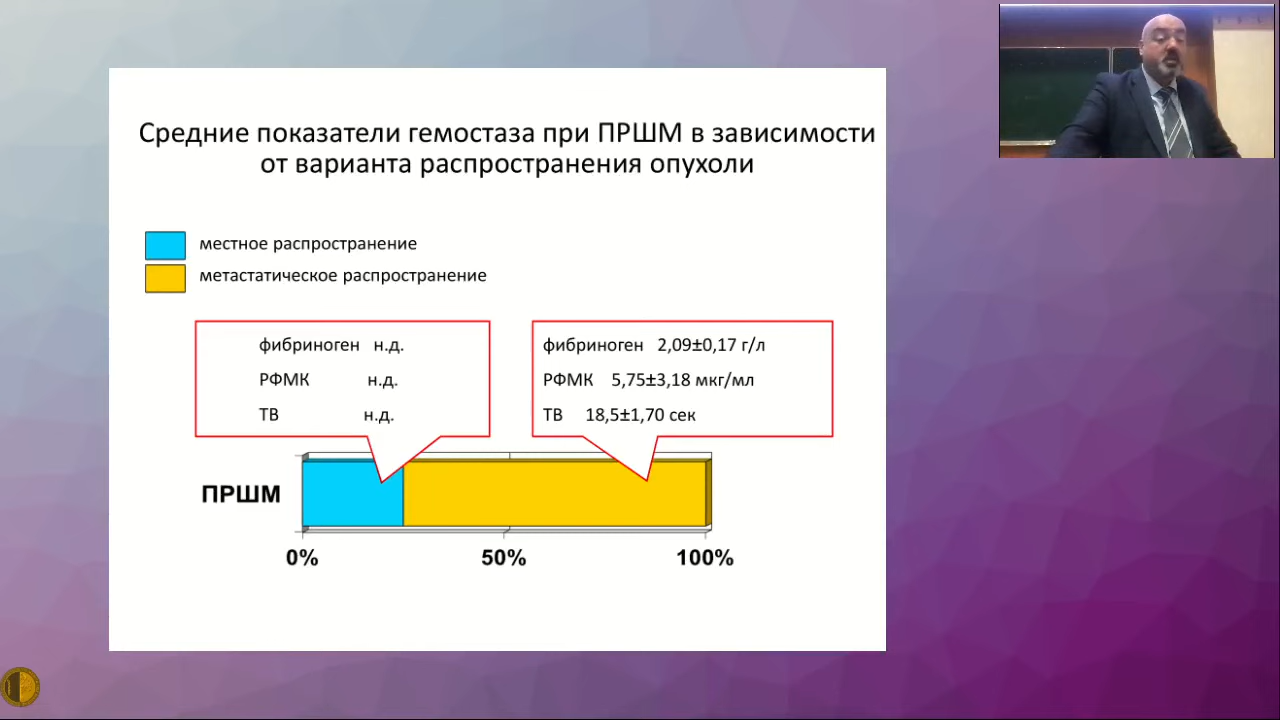 Средние показатели гемостаза при ПРШМ в зависимости
от варианта распространения опухоли
местное распространение
метастатическое распространение
фибриноген н.д.
РФМК н.д.
ТВ н.д.
фибриноген 2,09±0,17 г/л
РФМК 5,75±3,18 мкг/мл
ТВ 18,5±1,70 сек
ПРШМ
0% 50% 100%